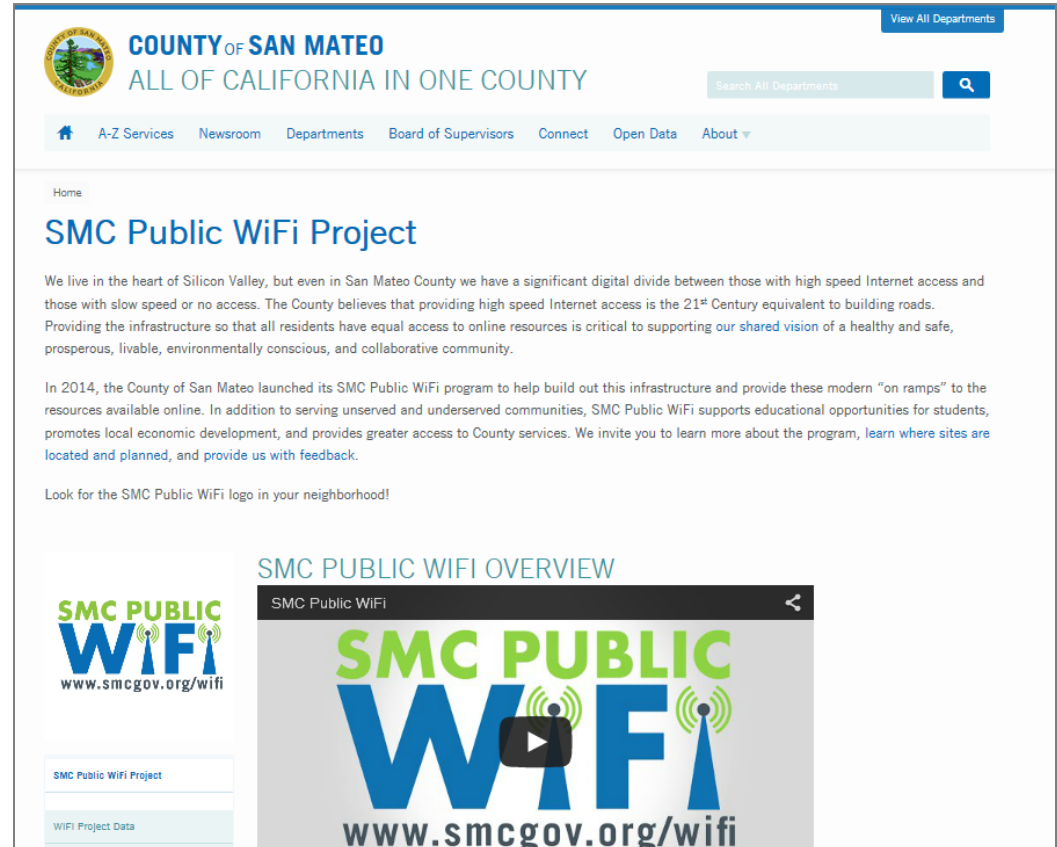 View All Departments
COUNTY OF SAN MATEO
ALL OF CALIFORNIA IN ONE COUNTY
Search All Departments
A-Z Services Newsroom Departments Board of Supervisors Connect Open Data About
Home
SMC Public WiFi Project
We live in the heart of Silicon Valley, but even in San Mateo County we have a significant digital divide between those with high speed Internet access and
those with slow speed or no access. The County believes that providing high speed Internet access is the 21st Century equivalent to building roads.
Providing the infrastructure so that all residents have equal access to online resources is critical to supporting our shared vision of a healthy and safe,
prosperous, livable, environmentally conscious, and collaborative community.
In 2014, the County of San Mateo launched its SMC Public WiFi program to help build out this infrastructure and provide these modern “on ramps” to the
resources available online. In addition to serving unserved and underserved communities, SMC Public WiFi supports educational opportunities for students,
promotes local economic development, and provides greater access to County services. We invite you to learn more about the program, learn where sites are
located and planned, and provide us with feedback.
Look for the SMC Public WiFi logo in your neighborhood!
SMC PUBLIC
WiFi
www.smcgov.org/wifi
SMC Public WiFi Project
WIFI Project Data
SMC PUBLIC WIFI OVERVIEW
SMC Public WiFi
SMC PUBLIC
WiFi
www.smcgov.org/wifi